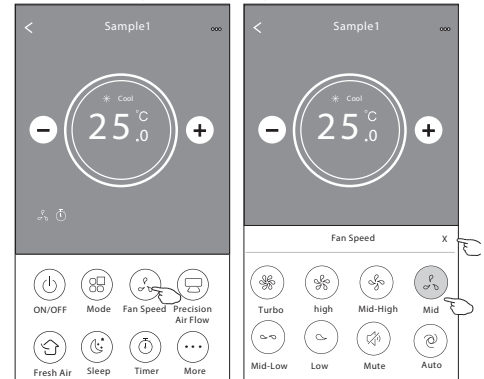 Sample1
Cool
25.0 °C
ON/OFF
Mode
Fan Speed
Precision
Air Flow
Fresh Air
Sleep
Timer
More
Sample1
Cool
25.0 °C
Fan Speed X
Turbo
high
Mid-High
Mid
Mid-Low
Low
Mute
Auto